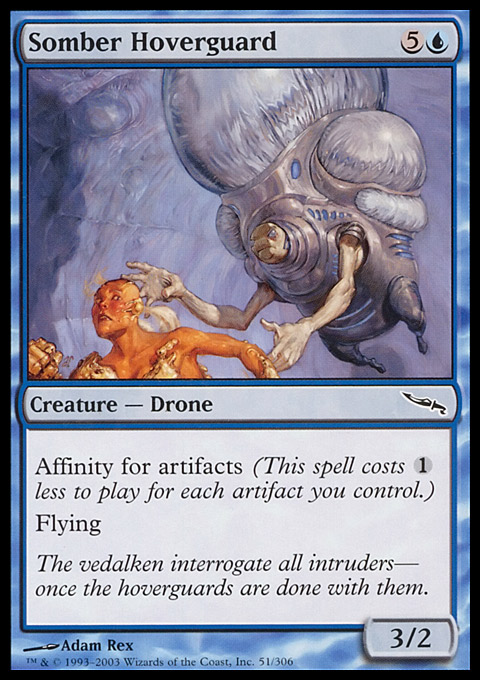 Somber Hoverguard 5
Creature — Drone
Affinity for artifacts (This spell costs 1
less to play for each artifact you control.)
Flying
The vedalken interrogate all intruders—
once the hoverguards are done with them.
3/2
Adam Rex
™ & © 1993–2003 Wizards of the Coast, Inc. 51/306